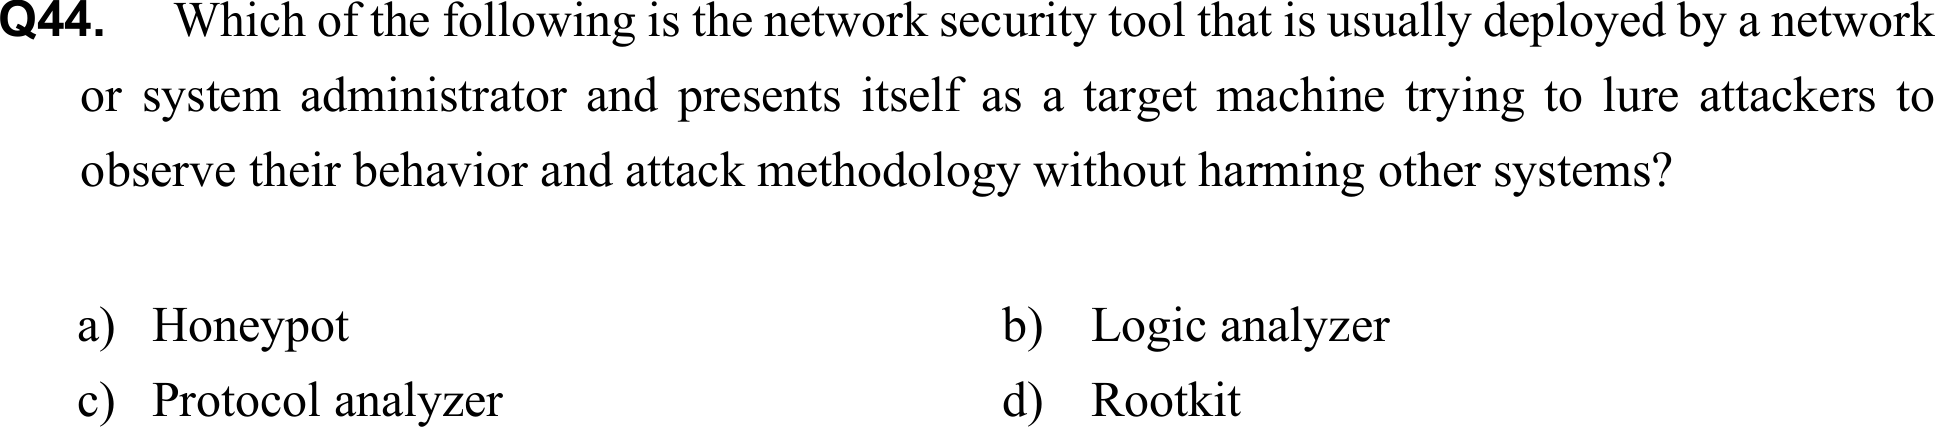 Q44. Which of the following is the network security tool that is usually deployed by a network
or system administrator and presents itself as a target machine trying to lure attackers to
observe their behavior and attack methodology without harming other systems?
a) Honeypot b) Logic analyzer
c) Protocol analyzer d) Rootkit